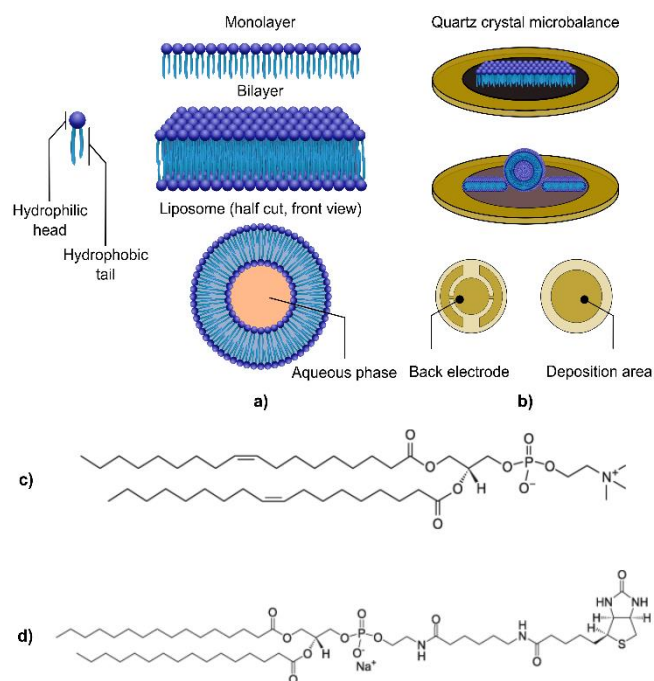 Monolayer
Bilayer
Hydrophilic
head
Hydrophobic
tail
Liposome (half cut, front view)
Aqueous phase
a)
Quartz crystal microbalance
Back electrode
Deposition area
b)
c)
O
O
O
O
H
O
P
O
O⁻
O
N⁺
d)
O
O
O
O
H
O
P
O
O⁻
Na⁺
O
N
H
O
H
N
O
O
HN
NH
H
H
H
S